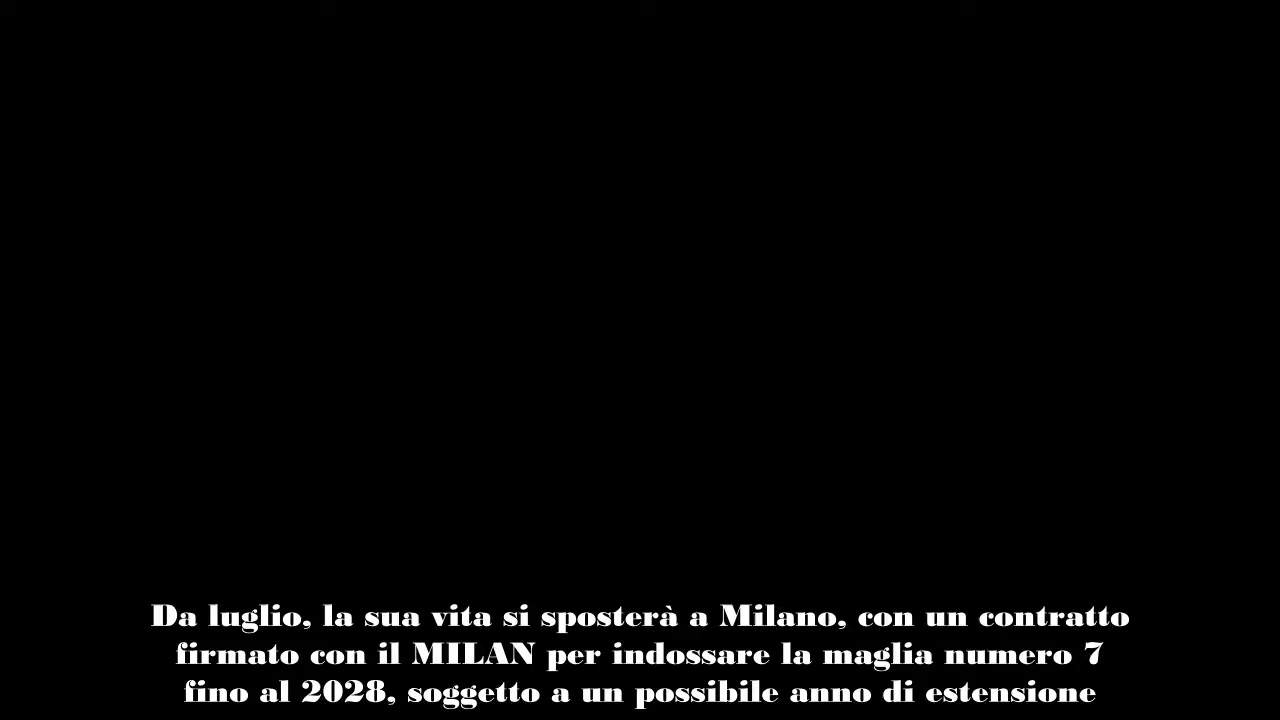 Da luglio, la sua vita si sposterà a Milano, con un contratto
firmato con il MILAN per indossare la maglia numero 7
fino al 2028, soggetto a un possibile anno di estensione